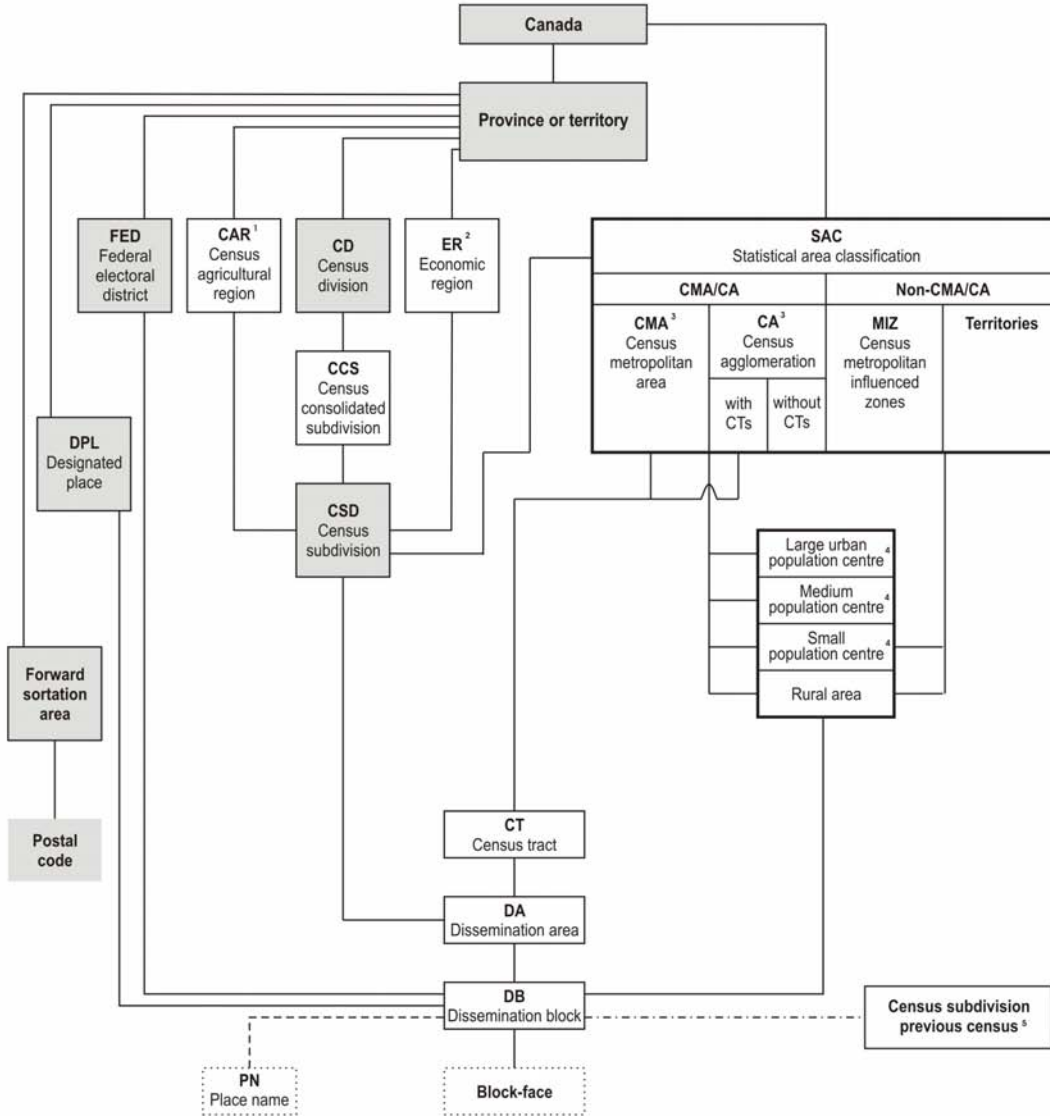 Canada
Province or territory
FED
Federal
electoral
district
CAR 1
Census
agricultural
region
CD
Census
division
ER 2
Economic
region
SAC
Statistical area classification
CMA/CA
Non-CMA/CA
CMA 3
Census
metropolitan
area
CA 3
Census
agglomeration
with
CTs
without
CTs
MIZ
Census
metropolitan
influenced
zones
Territories
CCS
Census
consolidated
subdivision
DPL
Designated
place
CSD
Census
subdivision
Large urban
population centre 4
Medium
population centre 4
Small
population centre 4
Rural area
Forward
sortation
area
Postal
code
CT
Census tract
DA
Dissemination area
DB
Dissemination block
Census subdivision
previous census 5
PN
Place name
Block-face